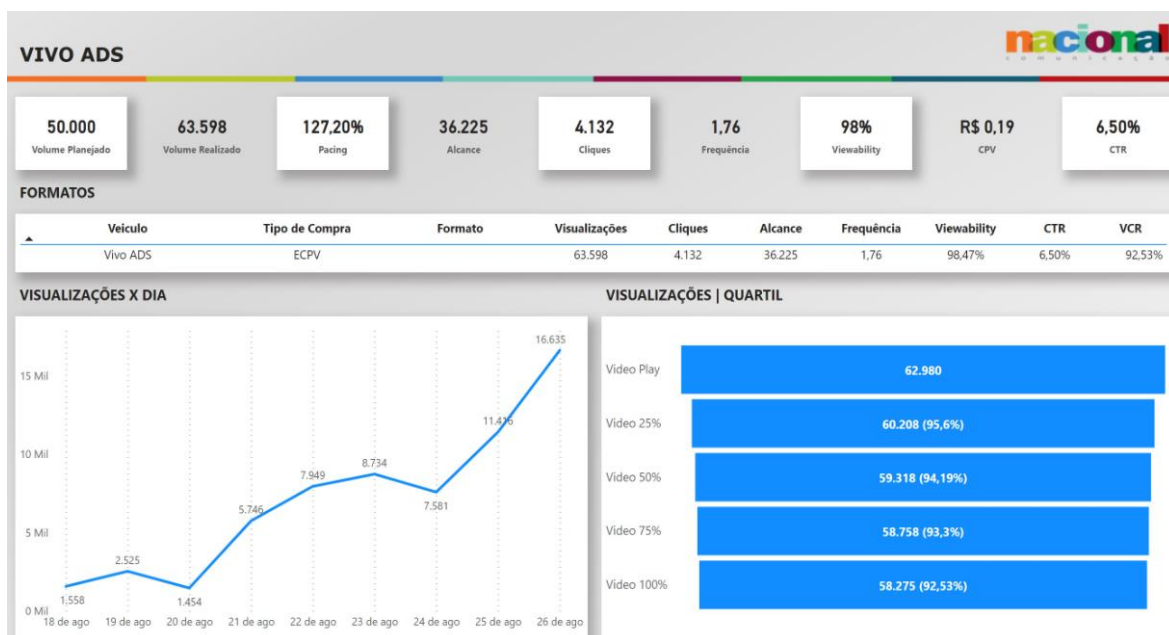 VIVO ADS
nacional
comunicação
50.000 63.598 127,20% 36.225 4.132 1,76 98% R$ 0,19 6,50%
Volume Planejado Volume Realizado Pacing Alcance Cliques Frequência Viewability CPV CTR
FORMATOS
Veiculo Tipo de Compra Formato Visualizações Cliques Alcance Frequência Viewability CTR VCR
Vivo ADS ECPV 63.598 4.132 36.225 1,76 98,47% 6,50% 92,53%
VISUALIZAÇÕES X DIA
15 Mil
10 Mil
5 Mil
0 Mil
1.558
2.525
1.454
5.746
7.949
8.734
7.581
11.416
16.635
18 de ago 19 de ago 20 de ago 21 de ago 22 de ago 23 de ago 24 de ago 25 de ago 26 de ago
VISUALIZAÇÕES | QUARTIL
Video Play 62.980
Video 25% 60.208 (95,6%)
Video 50% 59.318 (94,19%)
Video 75% 58.758 (93,3%)
Video 100% 58.275 (92,53%)